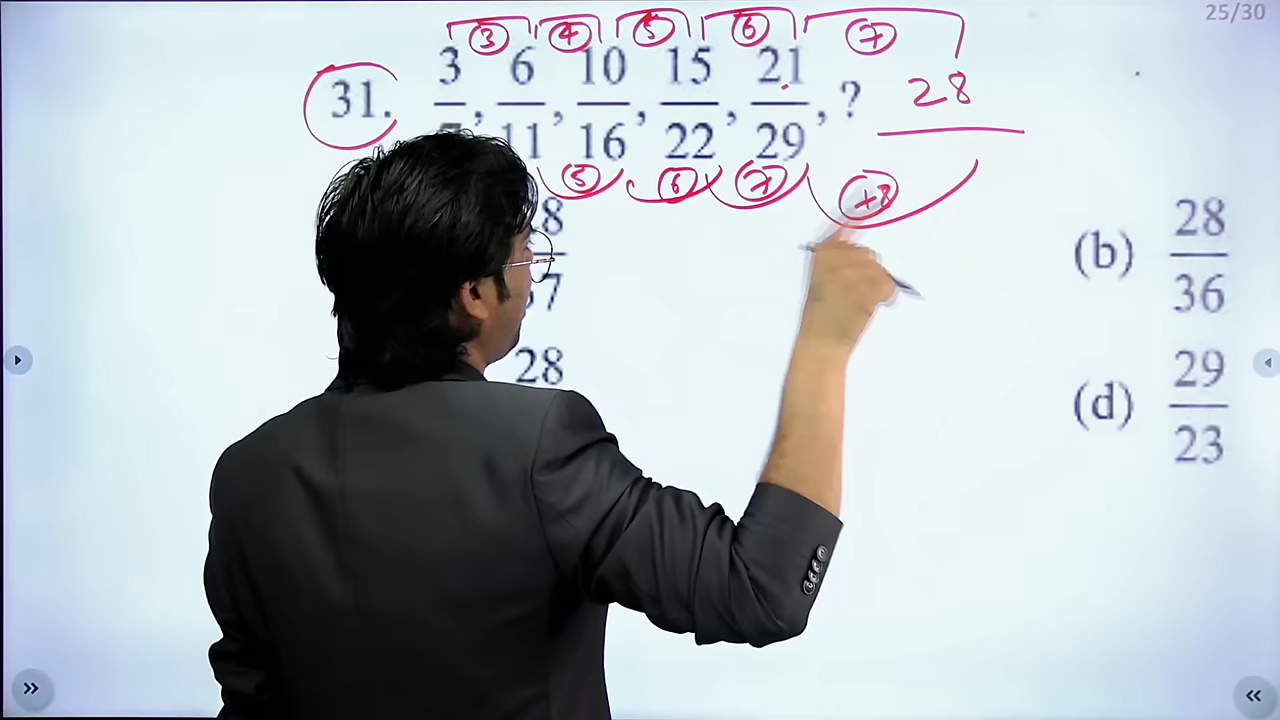 25/30
3 4 5 6 7
31. 3/7, 6/11, 10/16, 15/22, 21/29, ? 28
5 6 7 +8
(b) 28/36
28
(d) 29/23